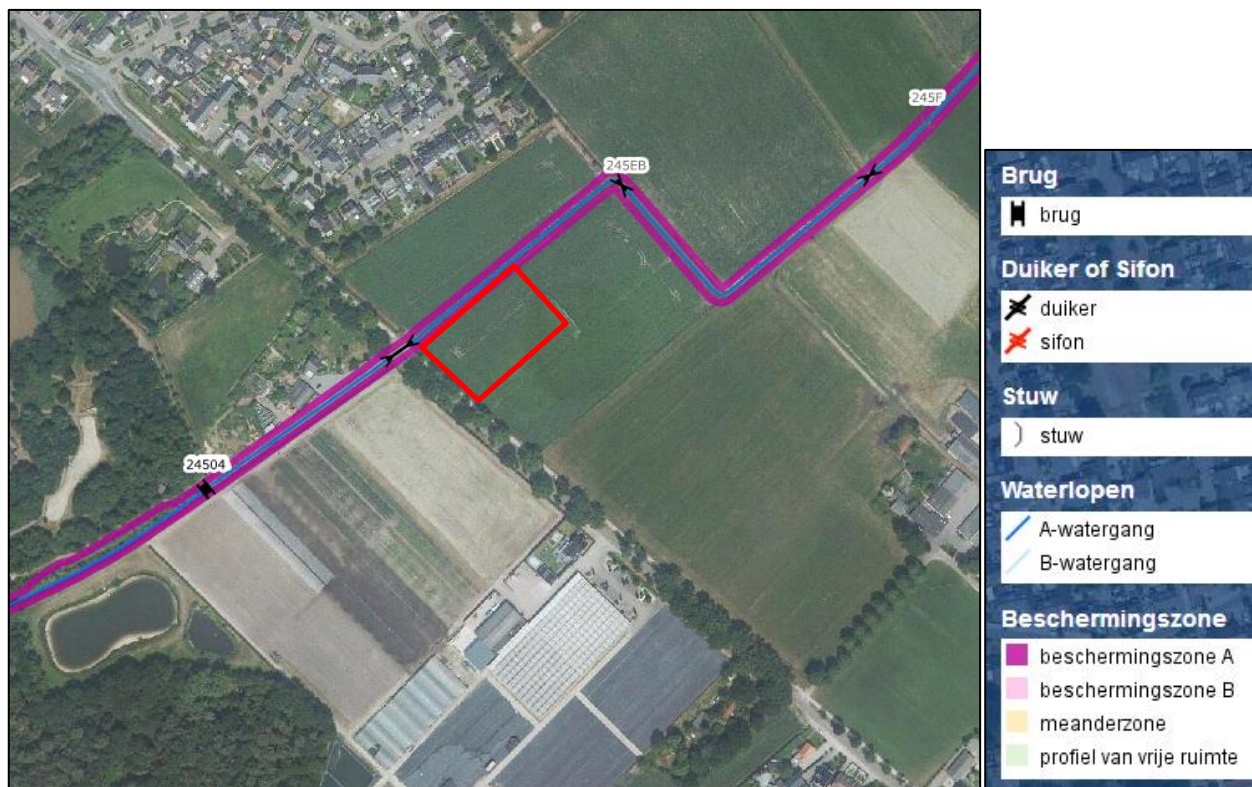 245F
245EB
24504
Brug
brug
Duiker of Sifon
duiker
sifon
Stuw
stuw
Waterlopen
A-watergang
B-watergang
Beschermingszone
beschermingszone A
beschermingszone B
meanderzone
profiel van vrije ruimte